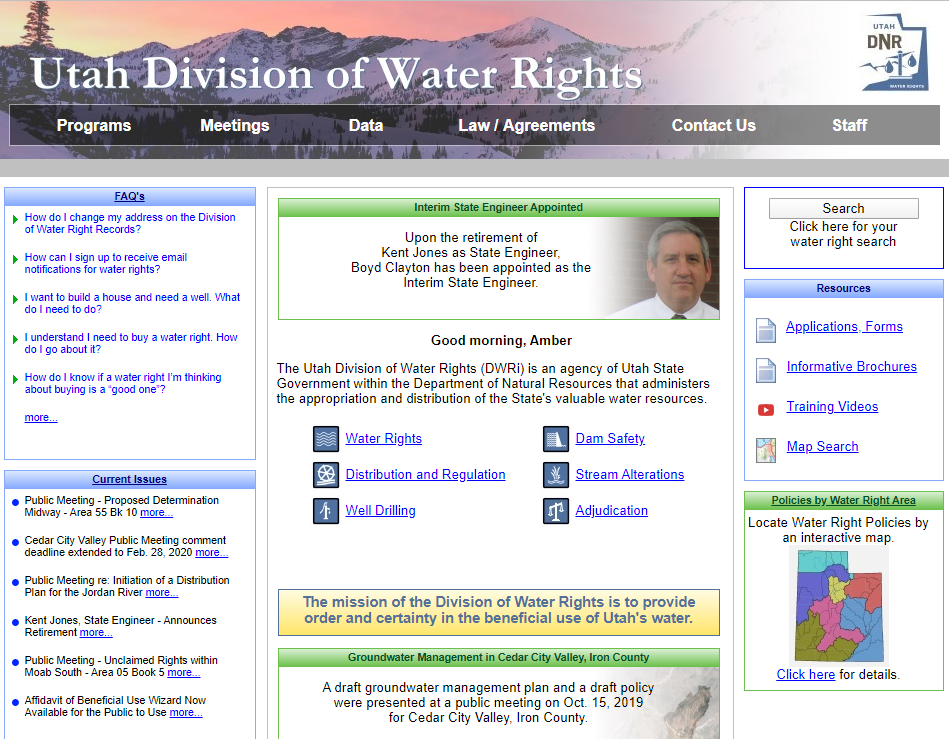 Utah Division of Water Rights
UTAH
DNR
WATER RIGHTS
Programs Meetings Data Law / Agreements Contact Us Staff
FAQ's
How do I change my address on the Division
of Water Right Records?
How can I sign up to receive email
notifications for water rights?
I want to build a house and need a well. What
do I need to do?
I understand I need to buy a water right. How
do I go about it?
How do I know if a water right I'm thinking
about buying is a “good one”?
more...
Current Issues
Public Meeting - Proposed Determination
Midway - Area 55 Bk 10 more...
Cedar City Valley Public Meeting comment
deadline extended to Feb. 28, 2020 more...
Public Meeting re: Initiation of a Distribution
Plan for the Jordan River more...
Kent Jones, State Engineer - Announces
Retirement more...
Public Meeting - Unclaimed Rights within
Moab South - Area 05 Book 5 more...
Affidavit of Beneficial Use Wizard Now
Available for the Public to Use more...
Interim State Engineer Appointed
Upon the retirement of
Kent Jones as State Engineer,
Boyd Clayton has been appointed as the
Interim State Engineer.
Good morning, Amber
The Utah Division of Water Rights (DWRi) is an agency of Utah State
Government within the Department of Natural Resources that administers
the appropriation and distribution of the State's valuable water resources.
Water Rights Dam Safety
Distribution and Regulation Stream Alterations
Well Drilling Adjudication
The mission of the Division of Water Rights is to provide
order and certainty in the beneficial use of Utah's water.
Groundwater Management in Cedar City Valley, Iron County
A draft groundwater management plan and a draft policy
were presented at a public meeting on Oct. 15, 2019
for Cedar City Valley, Iron County.
Search
Click here for your
water right search
Resources
Applications, Forms
Informative Brochures
Training Videos
Map Search
Policies by Water Right Area
Locate Water Right Policies by
an interactive map.
Click here for details.